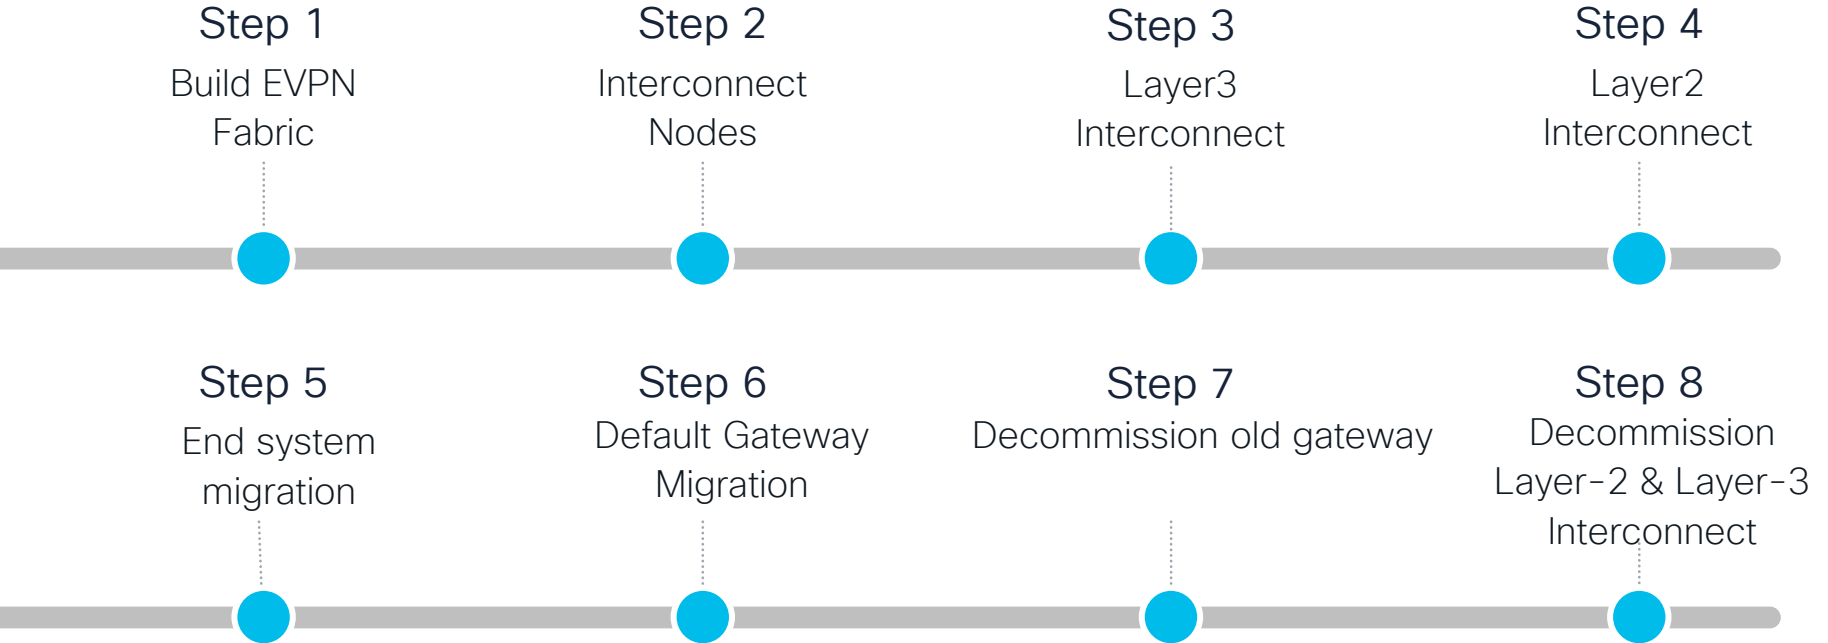 Step 1
Build EVPN
Fabric
Step 2
Interconnect
Nodes
Step 3
Layer3
Interconnect
Step 4
Layer2
Interconnect
Step 5
End system
migration
Step 6
Default Gateway
Migration
Step 7
Decommission old gateway
Step 8
Decommission
Layer-2 & Layer-3
Interconnect